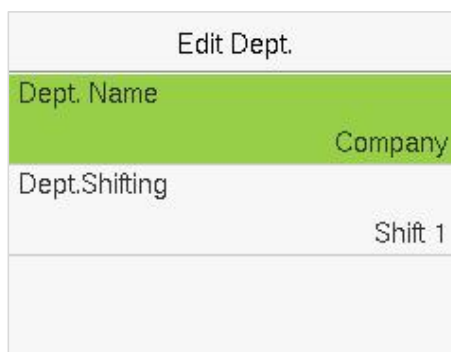 Edit Dept.
Dept. Name
Company
Dept.Shifting
Shift 1